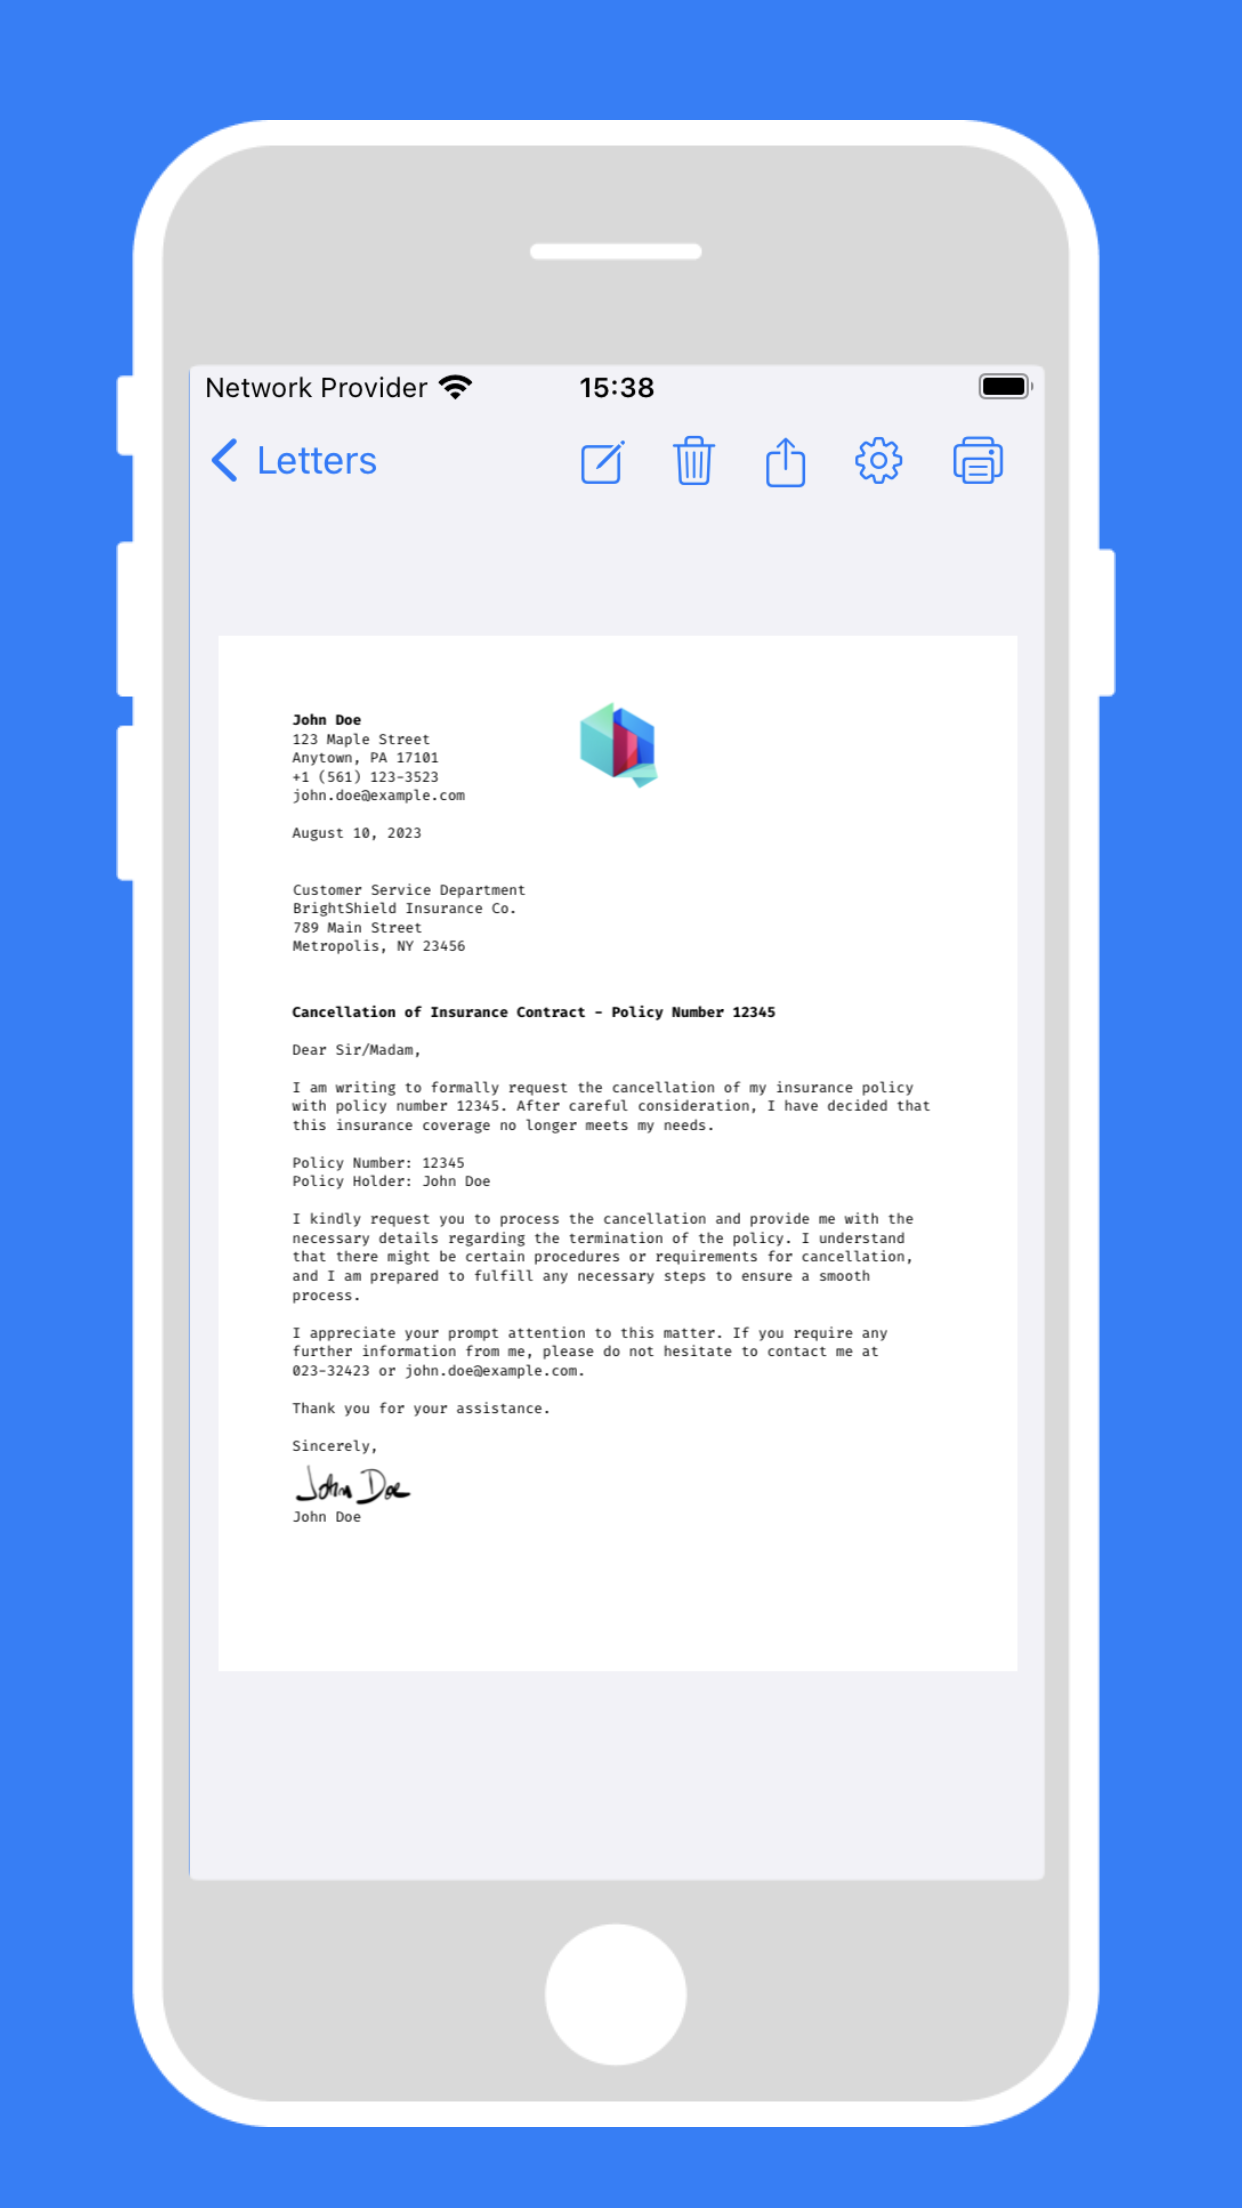 Network Provider 15:38
Letters
John Doe
123 Maple Street
Anytown, PA 17101
+1 (561) 123-3523
john.doe@example.com
August 10, 2023
Customer Service Department
BrightShield Insurance Co.
789 Main Street
Metropolis, NY 23456
Cancellation of Insurance Contract - Policy Number 12345
Dear Sir/Madam,
I am writing to formally request the cancellation of my insurance policy
with policy number 12345. After careful consideration, I have decided that
this insurance coverage no longer meets my needs.
Policy Number: 12345
Policy Holder: John Doe
I kindly request you to process the cancellation and provide me with the
necessary details regarding the termination of the policy. I understand
that there might be certain procedures or requirements for cancellation,
and I am prepared to fulfill any necessary steps to ensure a smooth
process.
I appreciate your prompt attention to this matter. If you require any
further information from me, please do not hesitate to contact me at
023-32423 or john.doe@example.com.
Thank you for your assistance.
Sincerely,
John Doe
John Doe